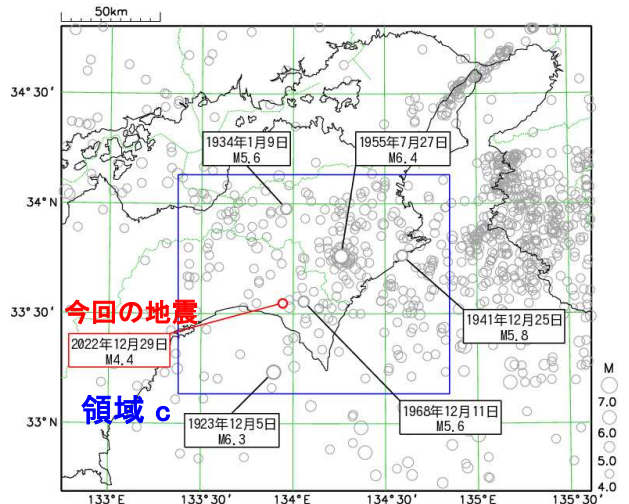 50km
34°30′
1934年1月9日
M5.6
1955年7月27日
M6.4
34°N
33°30′
今回の地震
2022年12月29日
M4.4
1941年12月25日
M5.8
領域 c
1923年12月5日
M6.3
1968年12月11日
M5.6
33°N
M
7.0
6.0
5.0
4.0
133°E
133°30′
134°E
134°30′
135°E
135°30′